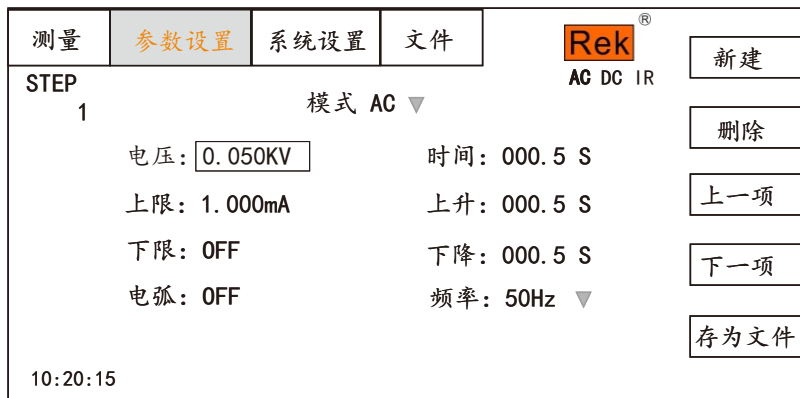 测量 参数设置 系统设置 文件 Rek®
AC DC IR
新建
STEP
1
模式 AC ▼
删除
电压: 0.050KV 时间: 000.5 S
上限: 1.000mA 上升: 000.5 S
上一项
下限: OFF 下降: 000.5 S
下一项
电弧: OFF 频率: 50Hz ▼
存为文件
10:20:15